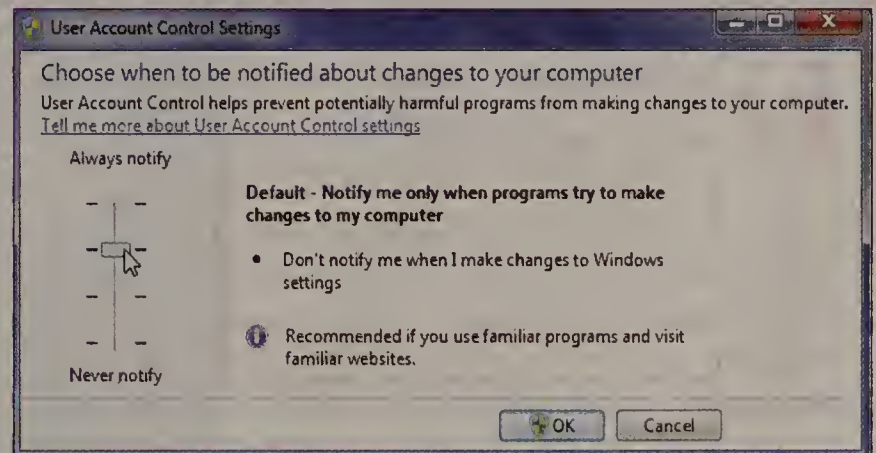 User Account Control Settings
Choose when to be notified about changes to your computer
User Account Control helps prevent potentially harmful programs from making changes to your computer.
Tell me more about User Account Control settings
Always notify
Default - Notify me only when programs try to make
changes to my computer
• Don't notify me when I make changes to Windows
settings
Recommended if you use familiar programs and visit
familiar websites.
Never notify
OK
Cancel